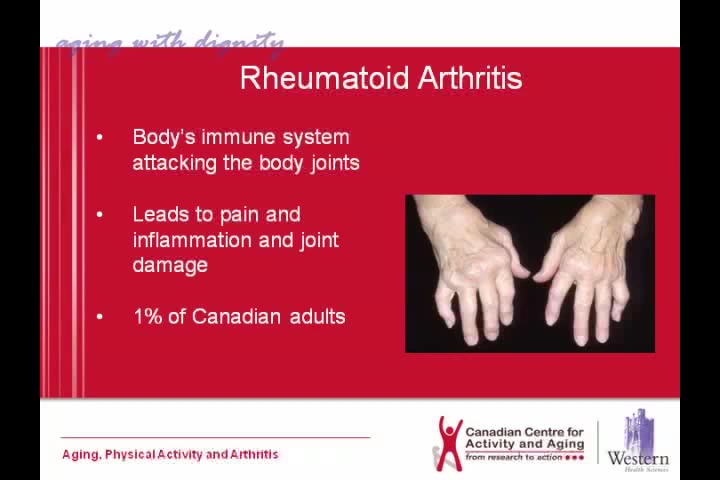 aging with dignity
Rheumatoid Arthritis
• Body's immune system
attacking the body joints
• Leads to pain and
inflammation and joint
damage
• 1% of Canadian adults
Aging, Physical Activity and Arthritis
Canadian Centre for
Activity and Aging
from research to action
Western
Health Sciences